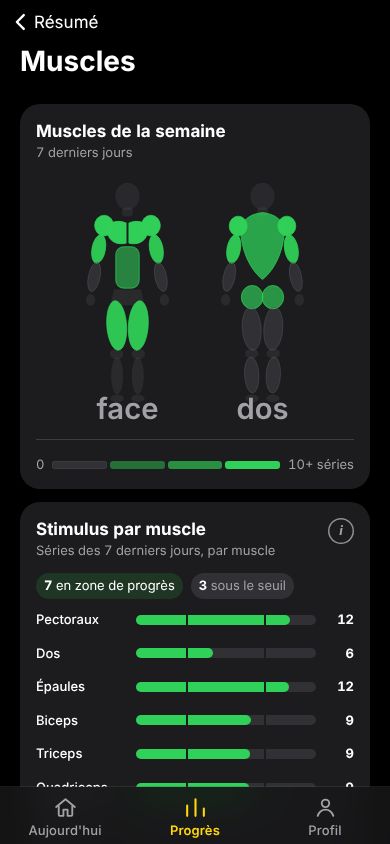 Résumé
Muscles
Muscles de la semaine
7 derniers jours
face dos
0 10+ séries
Stimulus par muscle
i
Séries des 7 derniers jours, par muscle
7 en zone de progrès 3 sous le seuil
Pectoraux 12
Dos 6
Épaules 12
Biceps 9
Triceps 9
Quadriceps 9
Aujourd'hui Progrès Profil